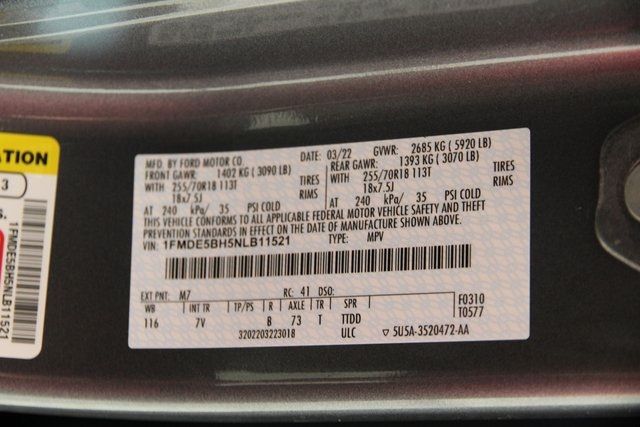 ATION
3
S.
1FMDE5BH5NLB11521
MFD. BY FORD MOTOR CO.
DATE: 03/22 GVWR: 2685 KG ( 5920 LB)
FRONT GAWR: 1402 KG ( 3090 LB)
REAR GAWR: 1393 KG ( 3070 LB)
WITH 255/70R18 113T TIRES
WITH 255/70R18 113T TIRES
18x7.5J RIMS
18x7.5J RIMS
AT 240 kPa/ 35 PSI COLD
AT 240 kPa/ 35 PSI COLD
THIS VEHICLE CONFORMS TO ALL APPLICABLE FEDERAL MOTOR VEHICLE SAFETY AND THEFT
PREVENTION STANDARDS IN EFFECT ON THE DATE OF MANUFACTURE SHOWN ABOVE.
VIN: 1FMDE5BH5NLB11521 TYPE: MPV
EXT PNT: M7 RC: 41 DSO:
WB INT TR TP/PS R AXLE TR SPR F0310
116 7V B 73 T TTDD T0577
3202203223018 ULC ▽ 5U5A-3520472-AA